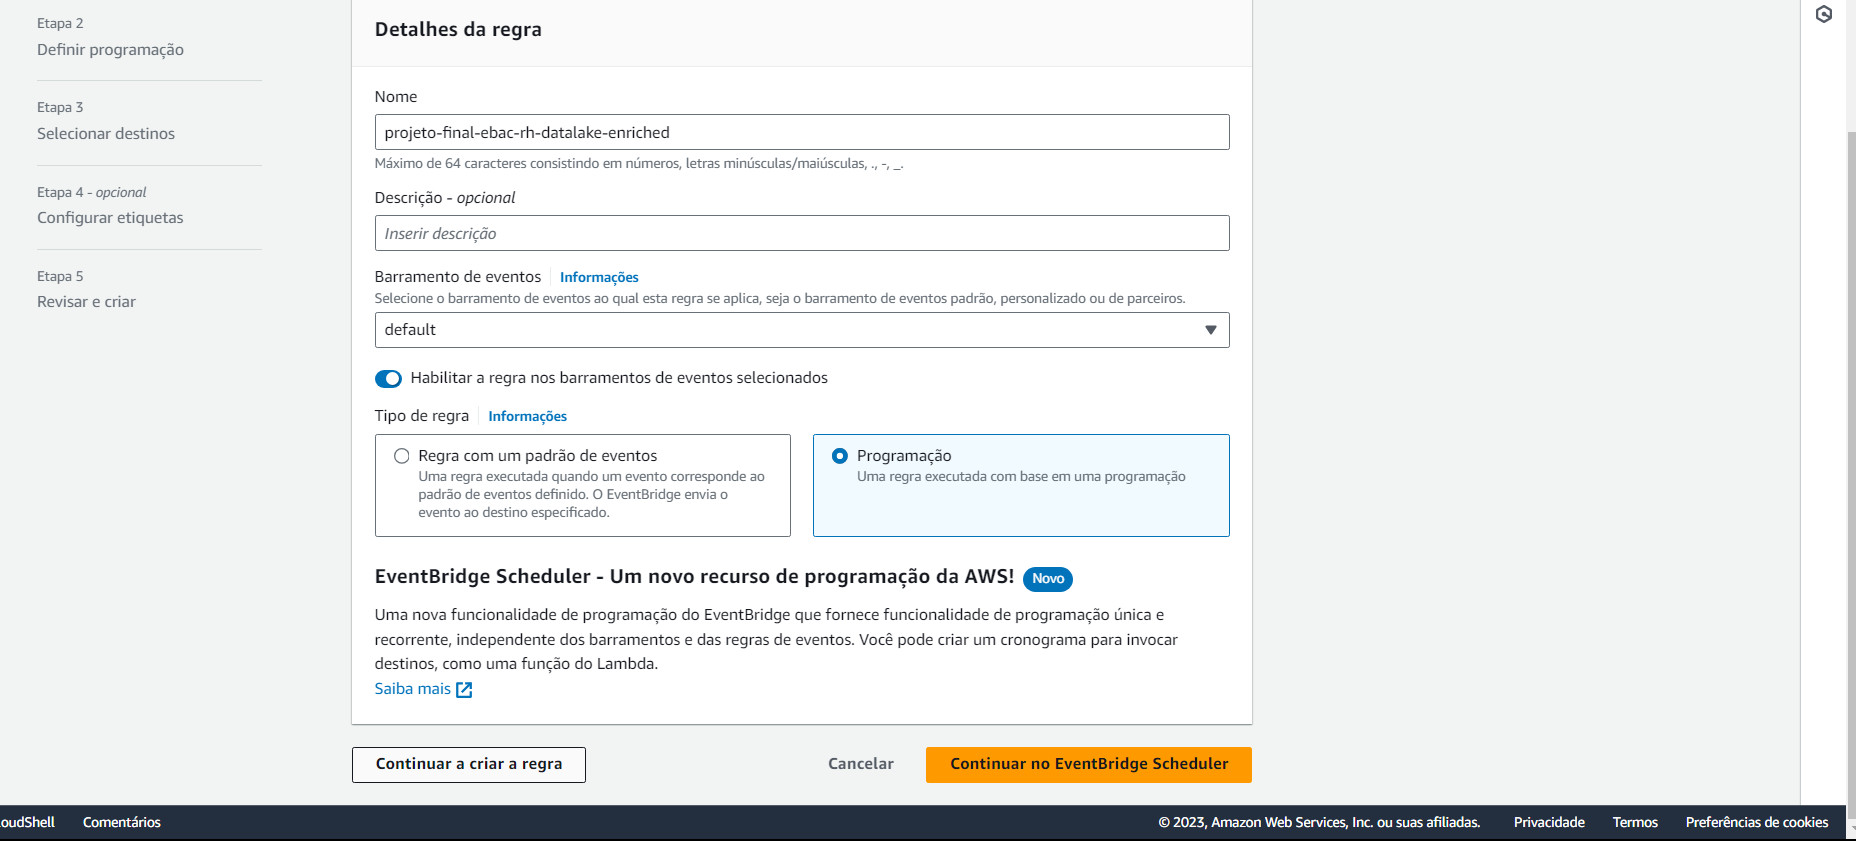 Etapa 2
Definir programação
Etapa 3
Selecionar destinos
Etapa 4 - opcional
Configurar etiquetas
Etapa 5
Revisar e criar
Detalhes da regra
Nome
projeto-final-ebac-rh-datalake-enriched
Máximo de 64 caracteres consistindo em números, letras minúsculas/maiúsculas, ., -, _.
Descrição - opcional
Inserir descrição
Barramento de eventos Informações
Selecione o barramento de eventos ao qual esta regra se aplica, seja o barramento de eventos padrão, personalizado ou de parceiros.
default
Habilitar a regra nos barramentos de eventos selecionados
Tipo de regra Informações
Regra com um padrão de eventos
Uma regra executada quando um evento corresponde ao
padrão de eventos definido. O EventBridge envia o
evento ao destino especificado.
Programação
Uma regra executada com base em uma programação
EventBridge Scheduler - Um novo recurso de programação da AWS! Novo
Uma nova funcionalidade de programação do EventBridge que fornece funcionalidade de programação única e
recorrente, independente dos barramentos e das regras de eventos. Você pode criar um cronograma para invocar
destinos, como uma função do Lambda.
Saiba mais
Continuar a criar a regra
Cancelar
Continuar no EventBridge Scheduler
oudShell
Comentários
© 2023, Amazon Web Services, Inc. ou suas afiliadas.
Privacidade
Termos
Preferências de cookies